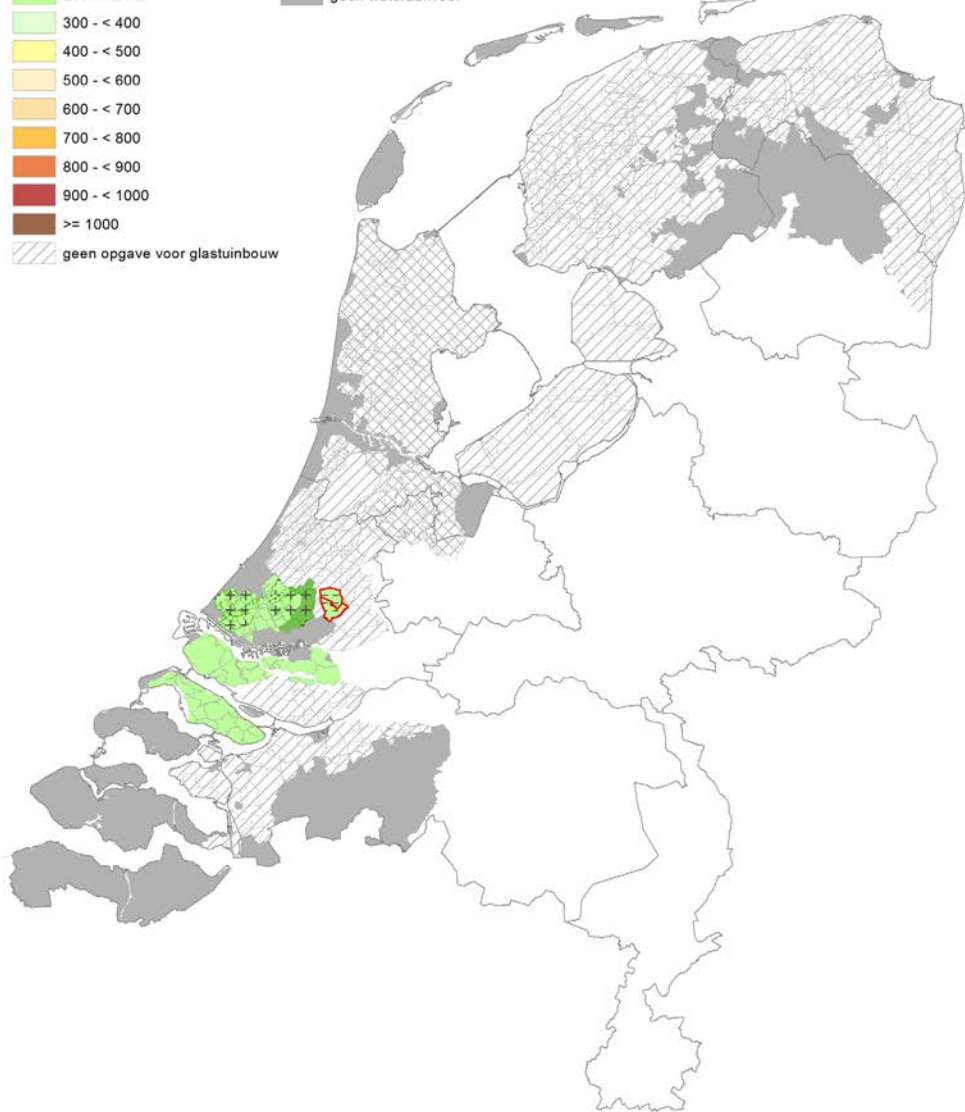 300 - < 400
400 - < 500
500 - < 600
600 - < 700
700 - < 800
800 - < 900
900 - < 1000
>= 1000
geen opgave voor glastuinbouw